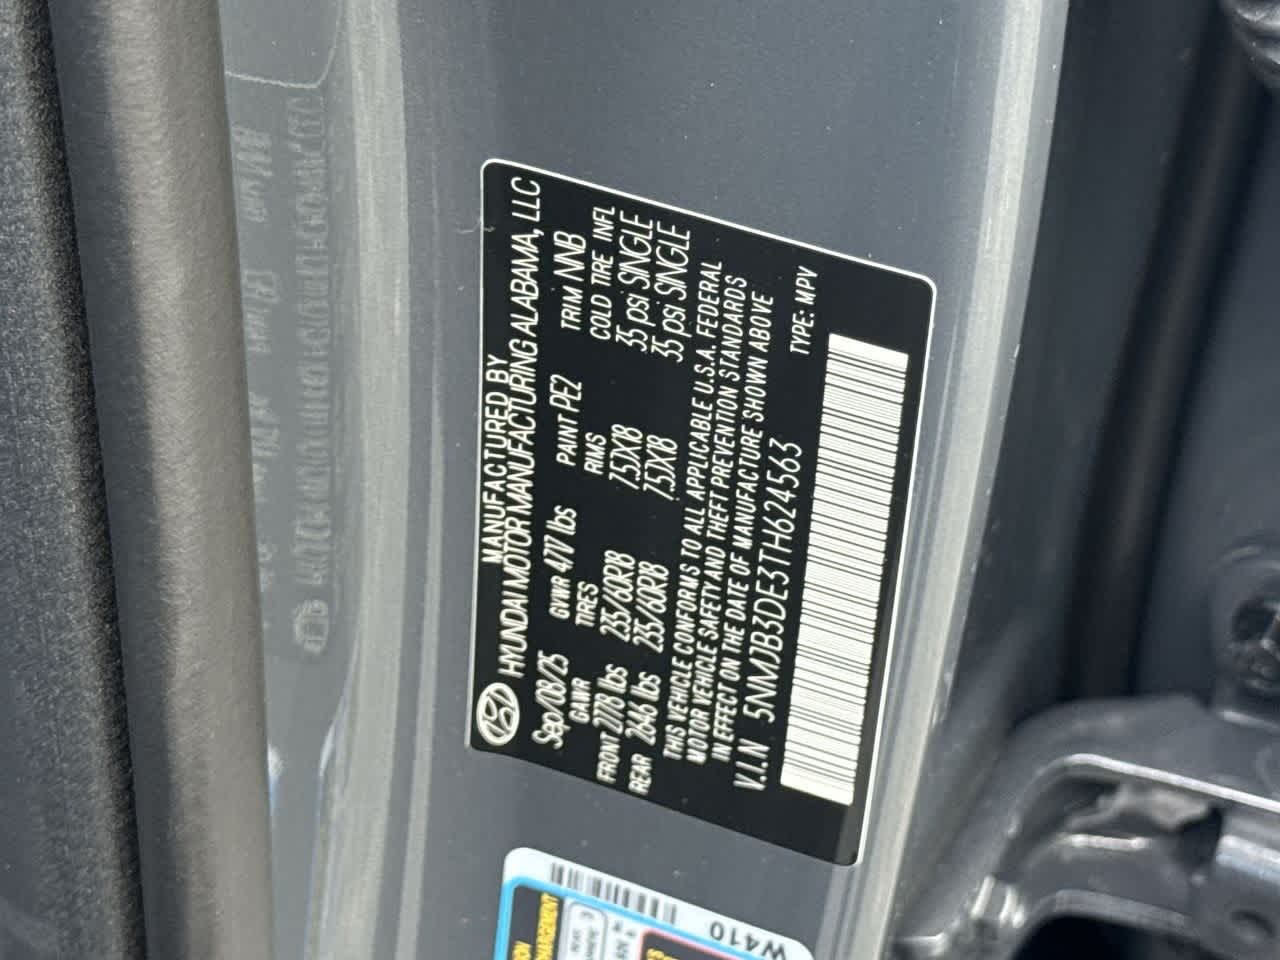 MANUFACTURED BY
HYUNDAI MOTOR MANUFACTURING ALABAMA, LLC
Sep/08/25 GVWR 4717 lbs PAINT PE2 TRIM NNB
GAWR TIRES RIMS COLD TIRE INFL
FRONT 2778 lbs 235/60R18 7.5JX18 35 psi SINGLE
REAR 2646 lbs 235/60R18 7.5JX18 35 psi SINGLE
THIS VEHICLE CONFORMS TO ALL APPLICABLE U.S.A. FEDERAL
MOTOR VEHICLE SAFETY AND THEFT PREVENTION STANDARDS
IN EFFECT ON THE DATE OF MANUFACTURE SHOWN ABOVE
V.I.N 5NMJB3DE3TH624563 TYPE: MPV
W410